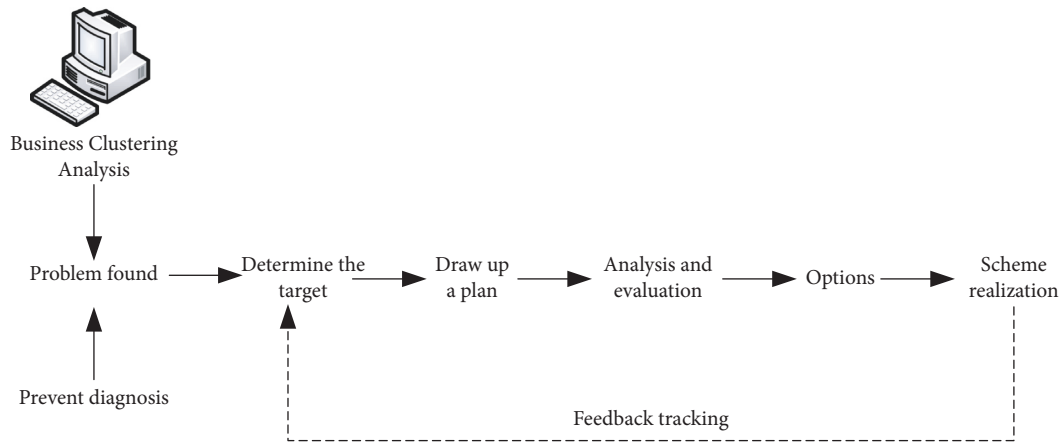 Business Clustering
Analysis
Problem found
Determine the
target
Draw up
a plan
Analysis and
evaluation
Options
Scheme
realization
Prevent diagnosis
Feedback tracking